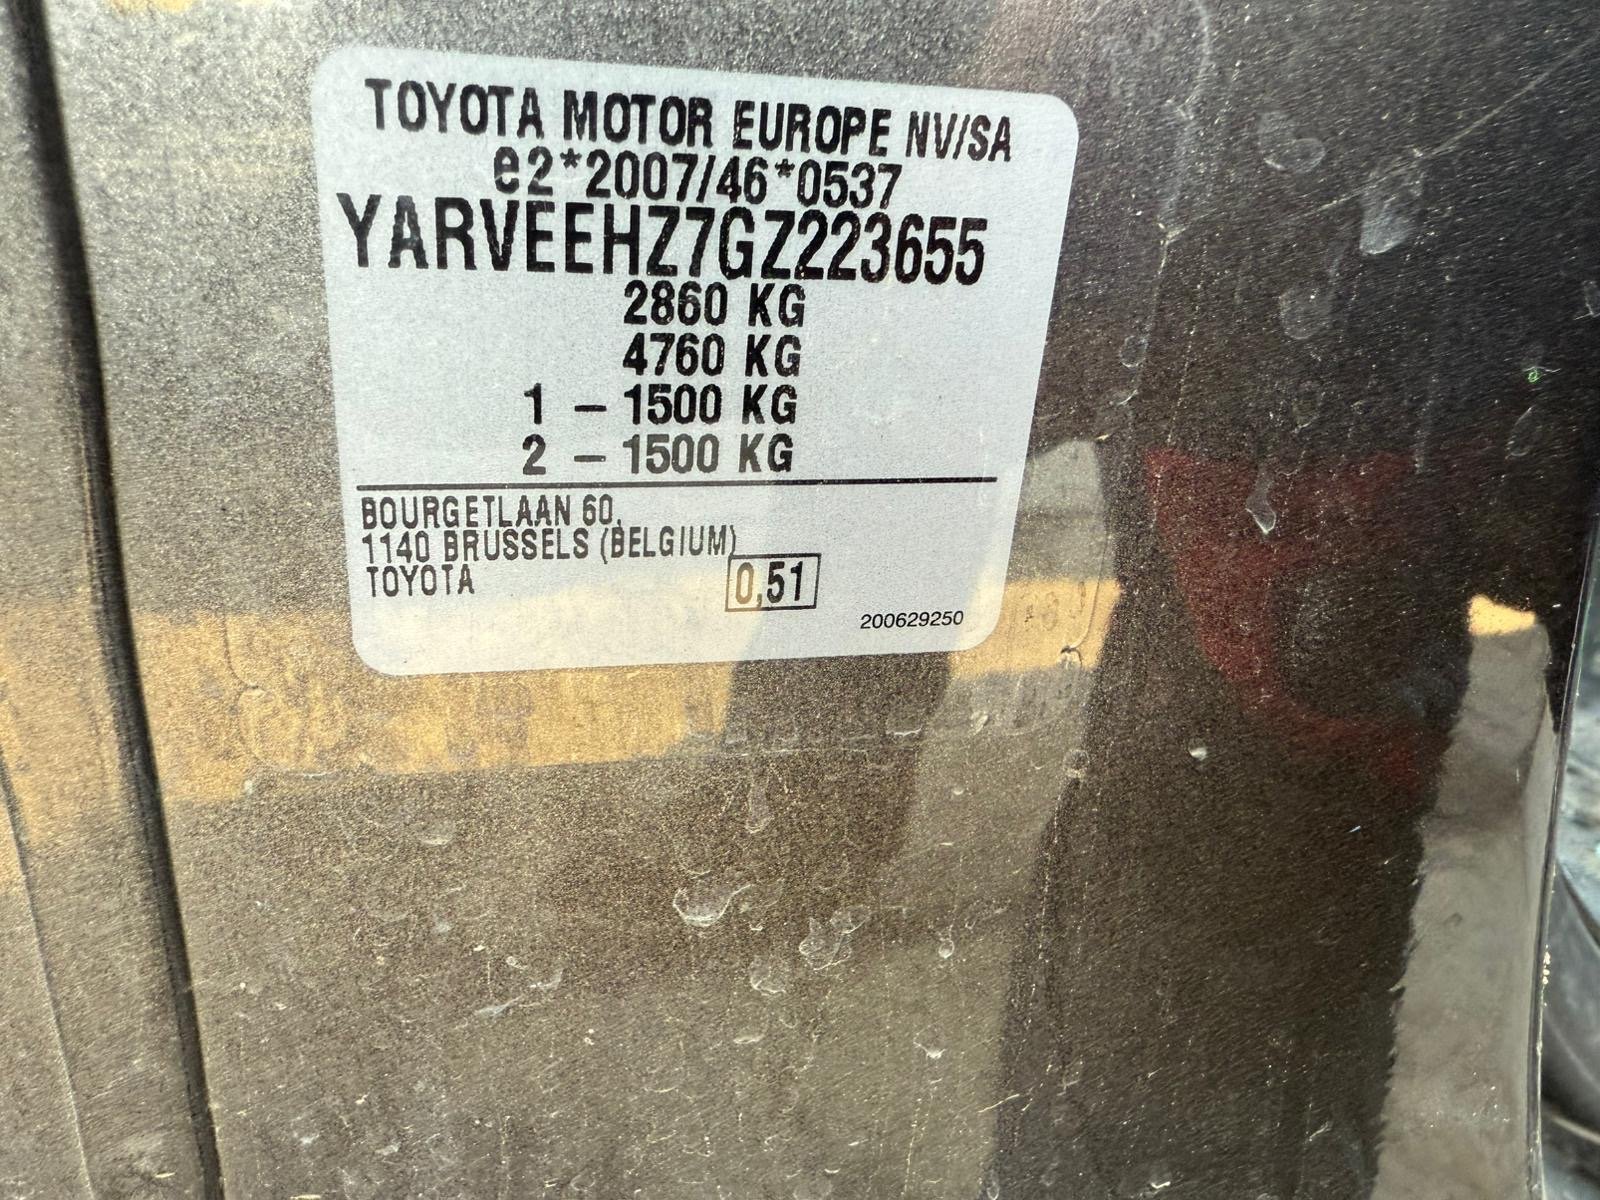 TOYOTA MOTOR EUROPE NV/SA
e2*2007/46*0537
YARVEEHZ7GZ223655
2860 KG
4760 KG
1 – 1500 KG
2 – 1500 KG
BOURGETLAAN 60,
1140 BRUSSELS (BELGIUM)
TOYOTA
0,51
200629250